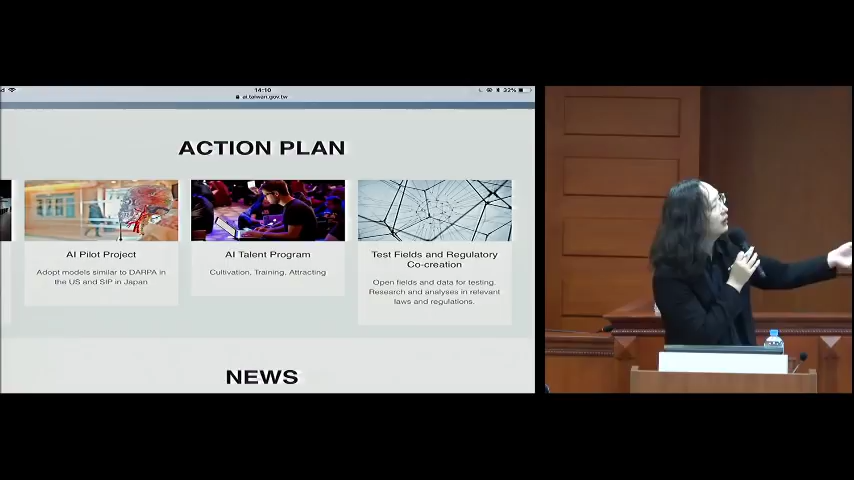 14:10
32%
ai.taiwan.gov.tw
ACTION PLAN
AI Pilot Project
Adopt models similar to DARPA in
the US and SIP in Japan
AI Talent Program
Cultivation, Training, Attracting
Test Fields and Regulatory
Co-creation
Open fields and data for testing.
Research and analyses in relevant
laws and regulations.
NEWS